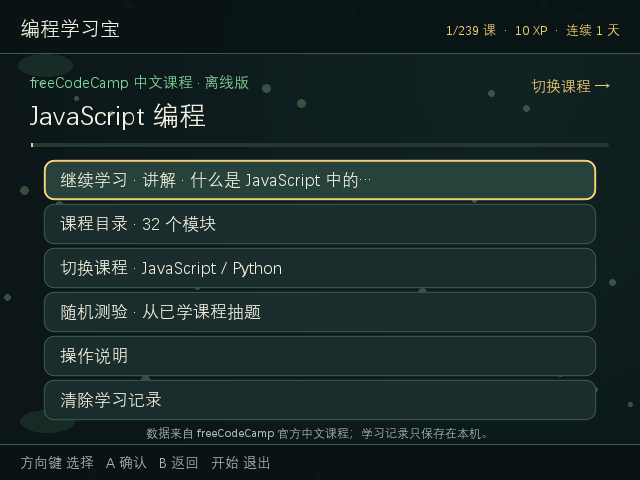 编程学习宝
1/239 课 · 10 XP · 连续 1 天
freeCodeCamp 中文课程 · 离线版
切换课程 →
JavaScript 编程
继续学习 · 讲解 · 什么是 JavaScript 中的…
课程目录 · 32 个模块
切换课程 · JavaScript / Python
随机测验 · 从已学课程抽题
操作说明
清除学习记录
数据来自 freeCodeCamp 官方中文课程；学习记录只保存在本机。
方向键 选择 A 确认 B 返回 开始 退出